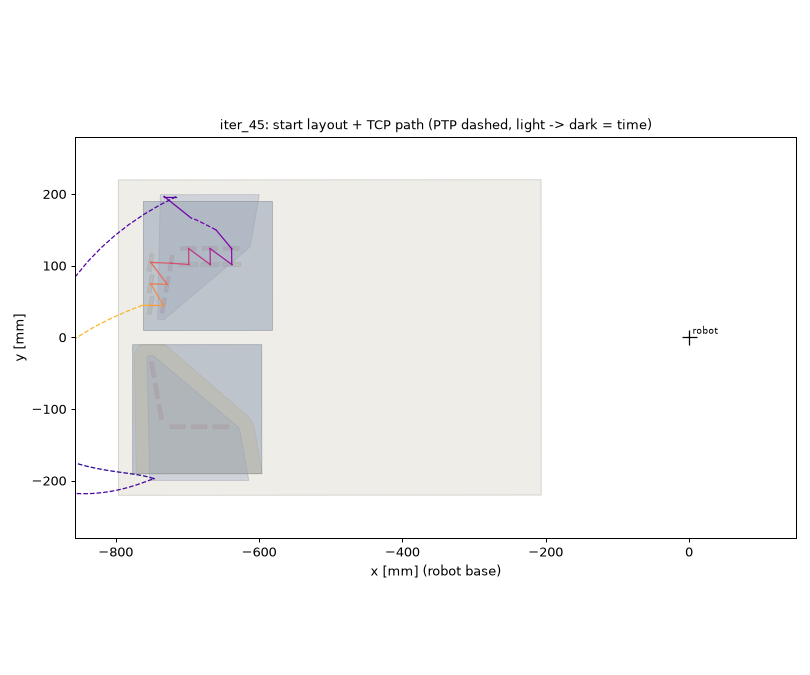 iter_45: start layout + TCP path (PTP dashed, light -> dark = time)
200
100
0
−100
−200
y [mm]
robot
−800
−600
−400
−200
0
x [mm] (robot base)